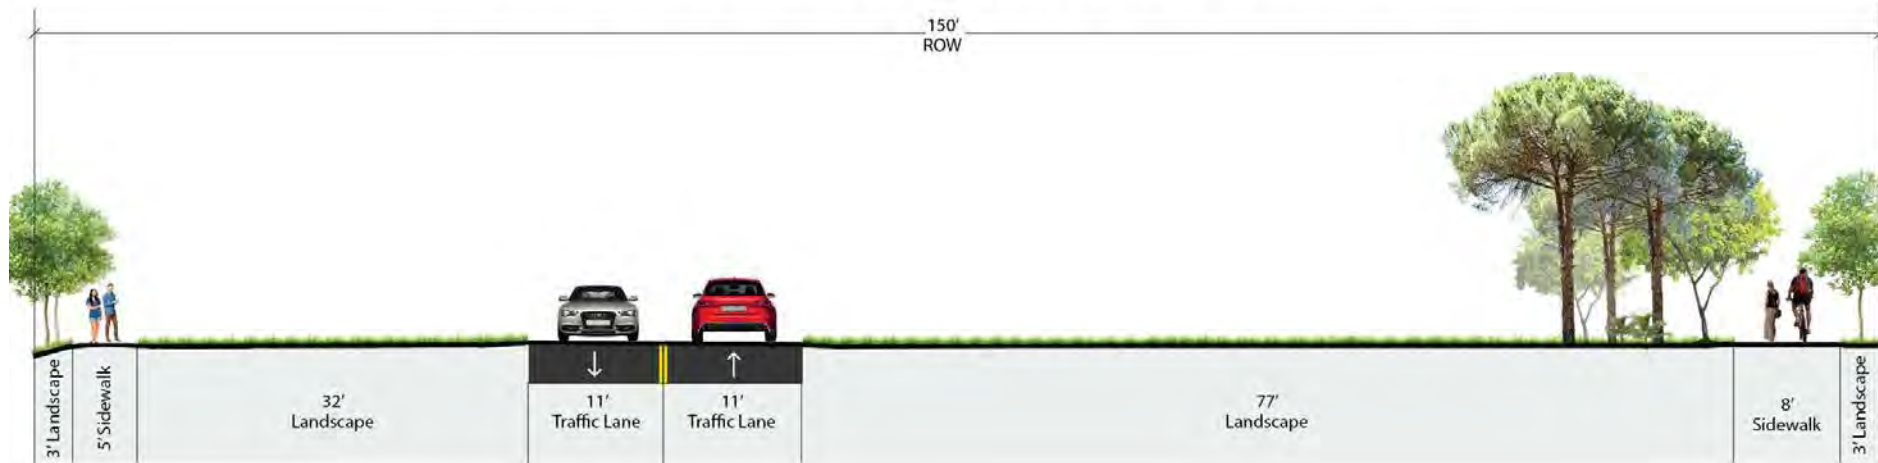 150’
ROW
3’ Landscape
5’ Sidewalk
32’
Landscape
11’
Traffic Lane
11’
Traffic Lane
77’
Landscape
8’
Sidewalk
3’ Landscape